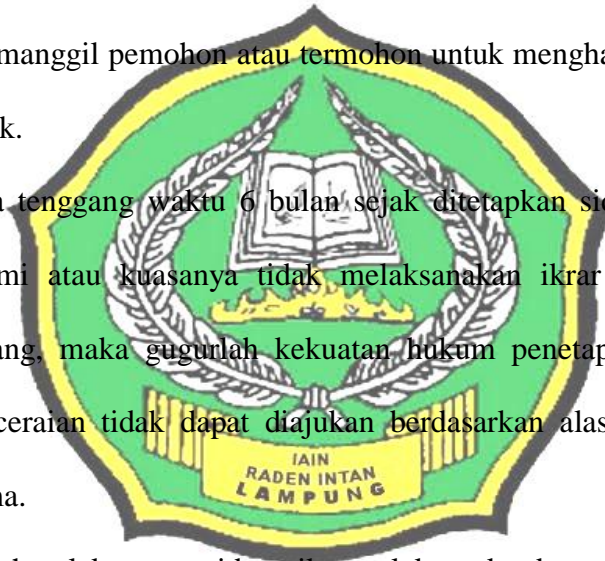 manggil pemohon atau termohon untuk mengha
k.
tenggang waktu 6 bulan sejak ditetapkan
mi atau kuasanya tidak melaksanakan ikrar
ang, maka gugurlah kekuatan hukum penetap
ceraian tidak dapat diajukan berdasarkan alas
na.
IAIN
RADEN INTAN
LAMPUNG